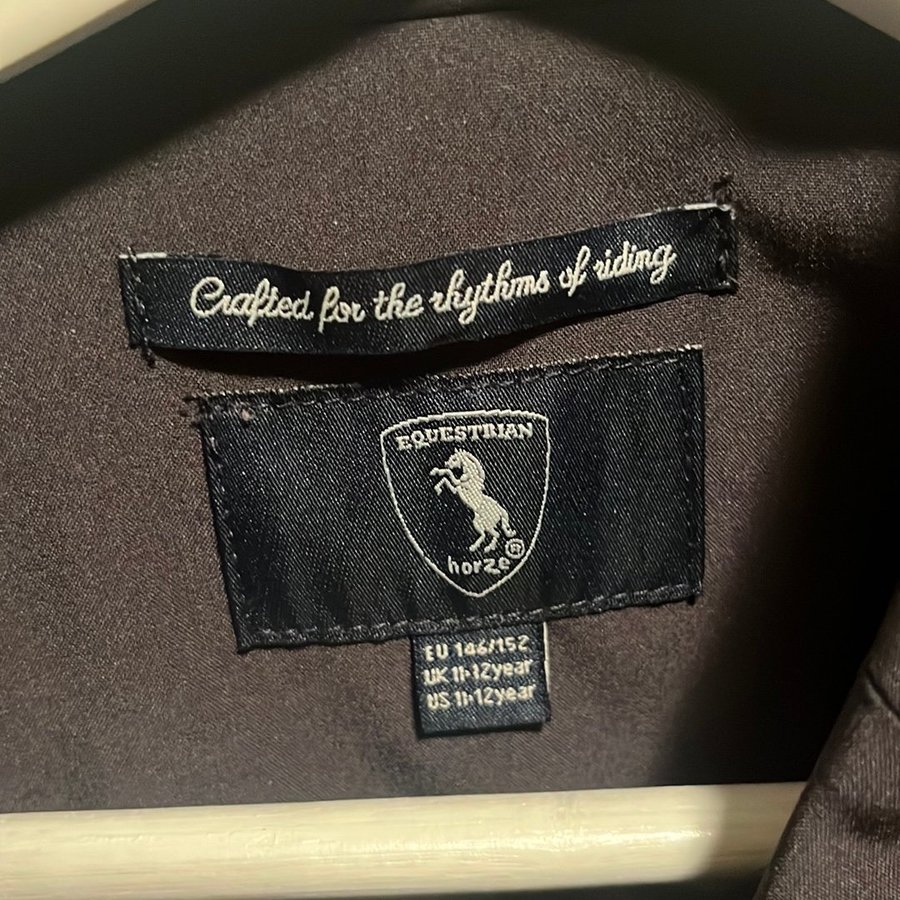 Crafted for the rhythms of riding
EQUESTRIAN
horze®
EU 146/152
UK 11-12year
US 11-12year